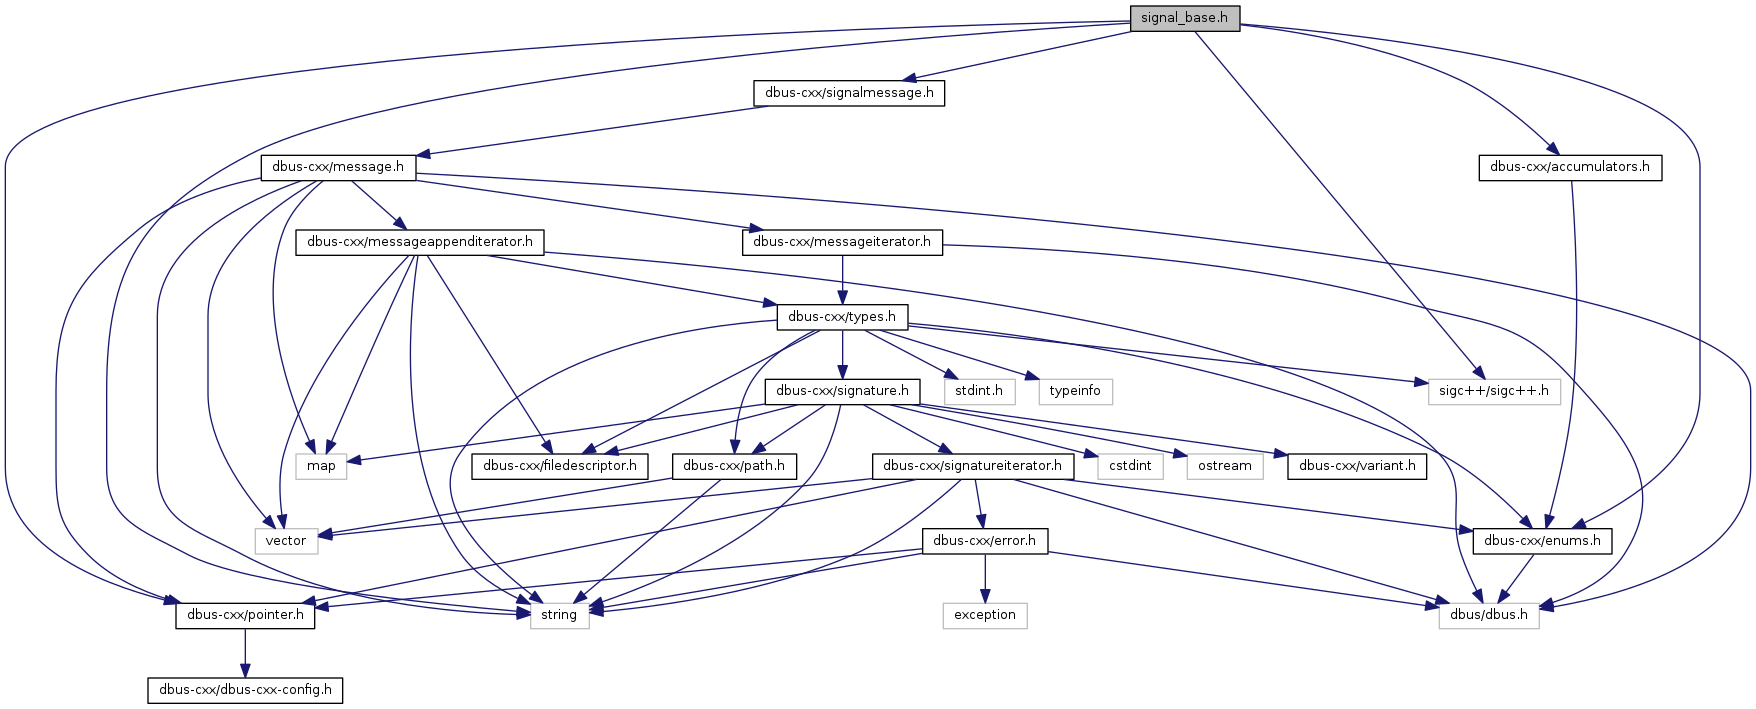 signal_base.h
dbus-cxx/signalmessage.h
dbus-cxx/message.h
dbus-cxx/accumulators.h
dbus-cxx/messageappenditerator.h
dbus-cxx/messageiterator.h
dbus-cxx/types.h
dbus-cxx/signature.h
stdint.h
typeinfo
sigc++/sigc++.h
map
dbus-cxx/filedescriptor.h
dbus-cxx/path.h
dbus-cxx/signatureiterator.h
cstdint
ostream
dbus-cxx/variant.h
vector
dbus-cxx/error.h
dbus-cxx/enums.h
dbus-cxx/pointer.h
string
exception
dbus/dbus.h
dbus-cxx/dbus-cxx-config.h